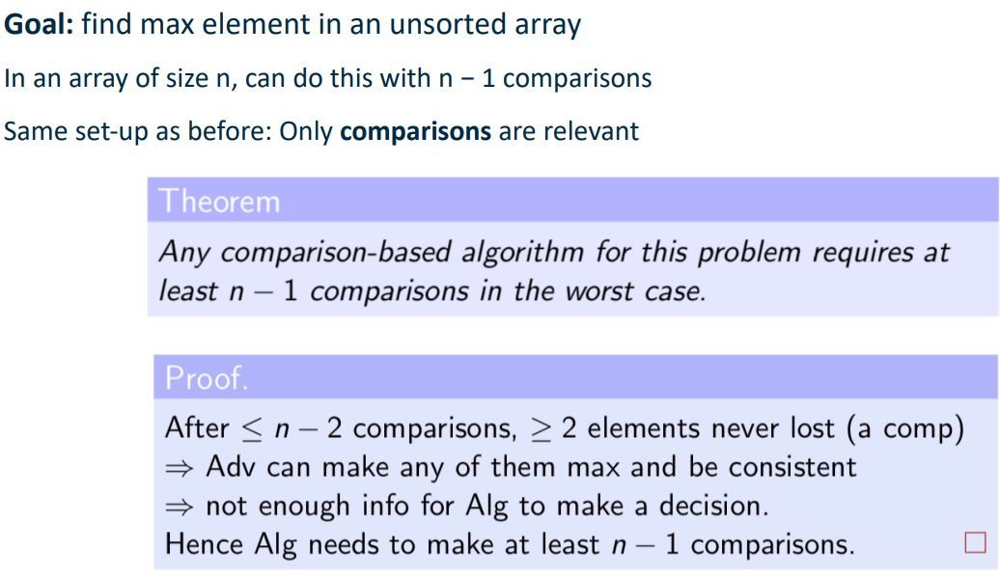 Goal: find max element in an unsorted array
In an array of size n, can do this with n − 1 comparisons
Same set-up as before: Only comparisons are relevant
Theorem
Any comparison-based algorithm for this problem requires at
least n − 1 comparisons in the worst case.
Proof.
After ≤ n − 2 comparisons, ≥ 2 elements never lost (a comp)
⇒ Adv can make any of them max and be consistent
⇒ not enough info for Alg to make a decision.
Hence Alg needs to make at least n − 1 comparisons. □